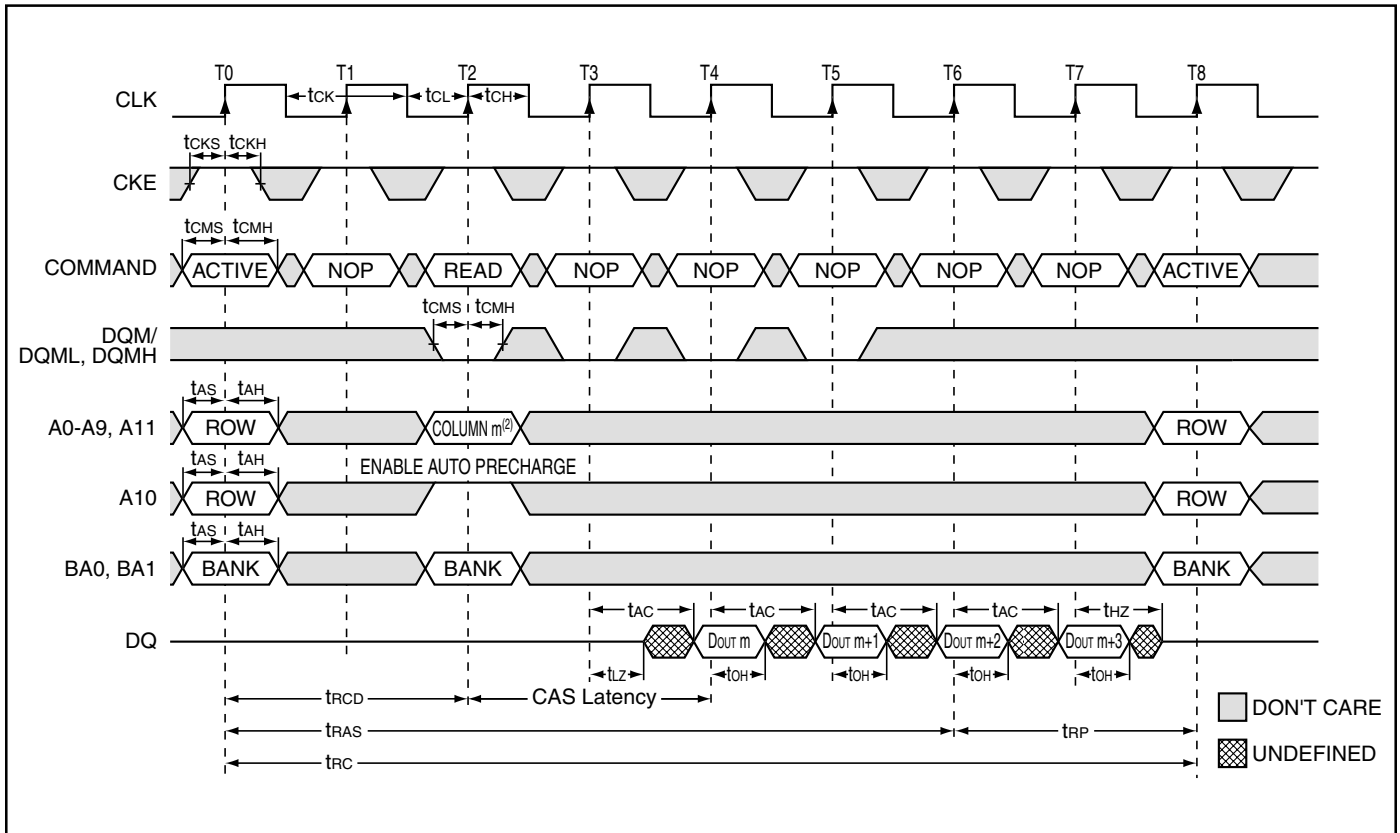 T0 T1 T2 T3 T4 T5 T6 T7 T8
CLK tCK tCL tCH
tCKS tCKH
CKE
tCMS tCMH
COMMAND ACTIVE NOP READ NOP NOP NOP NOP NOP ACTIVE
tCMS tCMH
DQM/
DQML, DQMH
tAS tAH
A0-A9, A11 ROW COLUMN m(2) ROW
tAS tAH ENABLE AUTO PRECHARGE
A10 ROW ROW
tAS tAH
BA0, BA1 BANK BANK BANK
tAC tAC tAC tAC tHZ
DQ DOUT m DOUT m+1 DOUT m+2 DOUT m+3
tLZ tOH tOH tOH tOH
tRCD CAS Latency
DON'T CARE
tRAS tRP
UNDEFINED
tRC